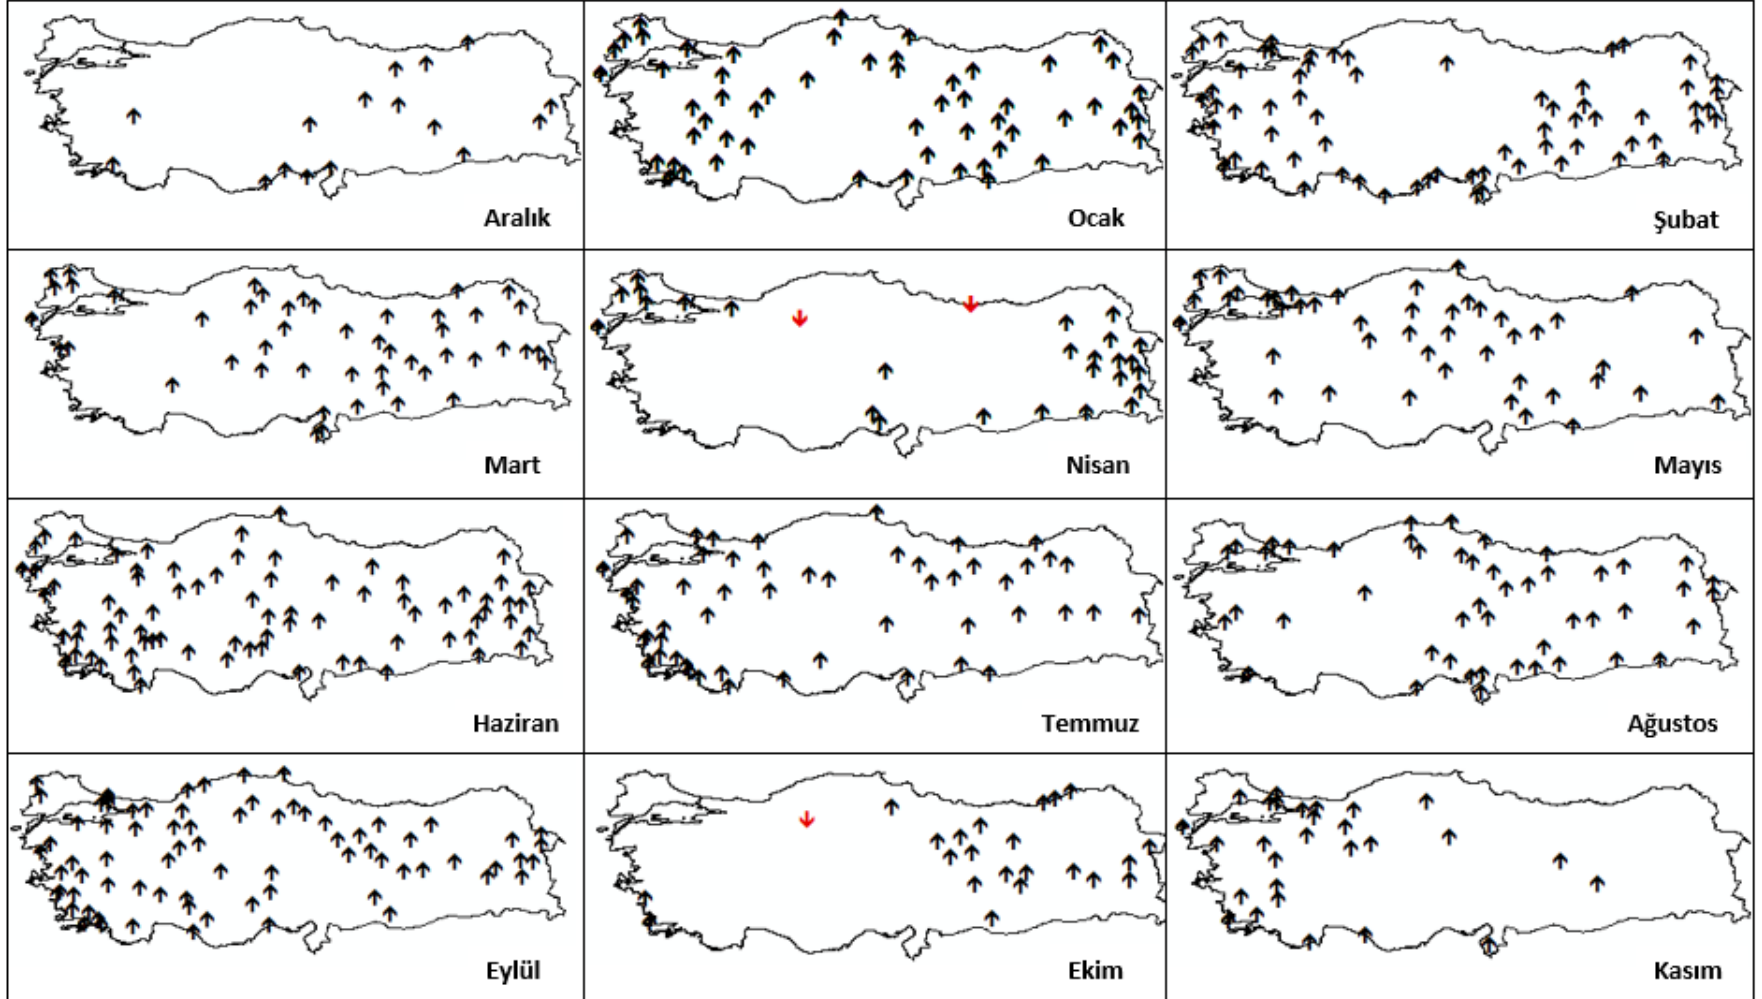 Aralık
Ocak
Şubat
Mart
Nisan
Mayıs
Haziran
Temmuz
Ağustos
Eylül
Ekim
Kasım